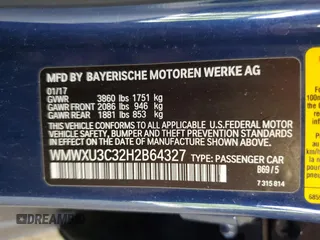 MFD BY BAYERISCHE MOTOREN WERKE AG
01/17
GVWR 3860 lbs 1751 kg
GAWR FRONT 2086 lbs 946 kg
GAWR REAR 1881 lbs 853 kg
THIS VEHICLE CONFORMS TO ALL APPLICABLE U.S.FEDERAL MOTOR
VEHICLE SAFETY, BUMPER, AND THEFT PREVENTION STANDARDS IN
EFFECT ON THE DATE OF MANUFACTURE SHOWN ABOVE.
WMWXU3C32H2B64327 TYPE: PASSENGER CAR
B69 / 5
7 315 814
DREAMBID